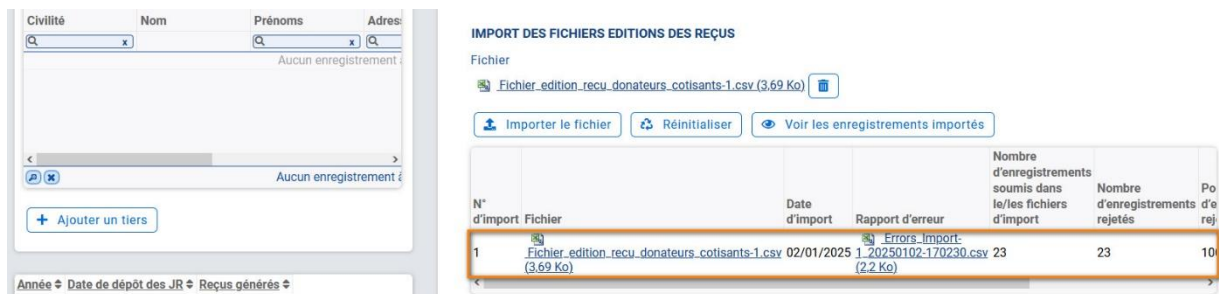 Civilité Nom Prénoms Adres
x x
Aucun enregistrement
Aucun enregistrement à
+ Ajouter un tiers
Année Date de dépôt des JR Reçus générés
IMPORT DES FICHIERS EDITIONS DES REÇUS
Fichier
Fichier_edition_recu_donateurs_cotisants-1.csv (3,69 Ko)
Importer le fichier Réinitialiser Voir les enregistrements importés
Nombre
d'enregistrements
soumis dans Nombre Po
N° Date le/les fichiers d'enregistrements d'e
d'import Fichier d'import Rapport d'erreur d'import rejetés rej
Errors_Import-
1 Fichier_edition_recu_donateurs_cotisants-1.csv 02/01/2025 1_20250102-170230.csv 23 23 10
(3,69 Ko) (2,2 Ko)